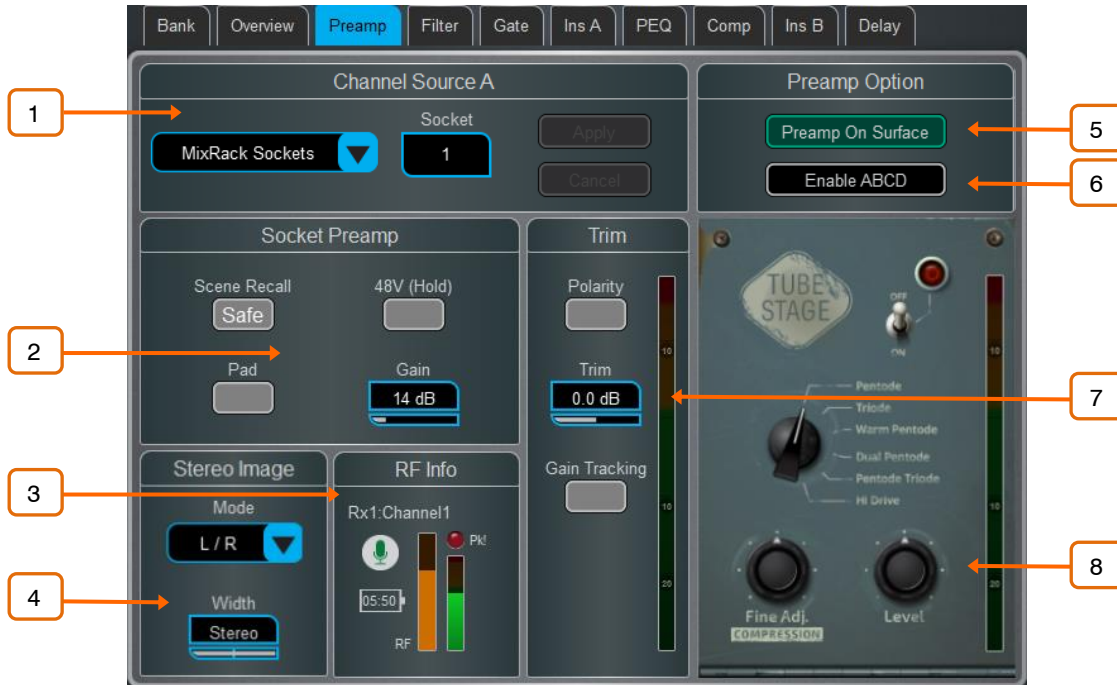 Bank Overview Preamp Filter Gate Ins A PEQ Comp Ins B Delay
Channel Source A
Socket
MixRack Sockets
1
Apply
Cancel
Preamp Option
Preamp On Surface
Enable ABCD
Socket Preamp
Scene Recall
Safe
48V (Hold)
Pad
Gain
14 dB
Trim
Polarity
Trim
0.0 dB
Gain Tracking
10
10
20
TUBE
STAGE
OFF
ON
Pentode
Triode
Warm Pentode
Dual Pentode
Pentode Triode
Hi Drive
Fine Adj.
COMPRESSION
Level
10
10
20
Stereo Image
Mode
L / R
Width
Stereo
RF Info
Rx1:Channel1
Pk!
05:50
RF
1
2
3
4
5
6
7
8